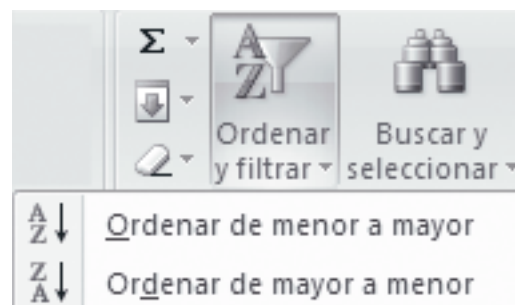 Σ
Ordenar
y filtrar
Buscar y
seleccionar
Ordenar de menor a mayor
Ordenar de mayor a menor